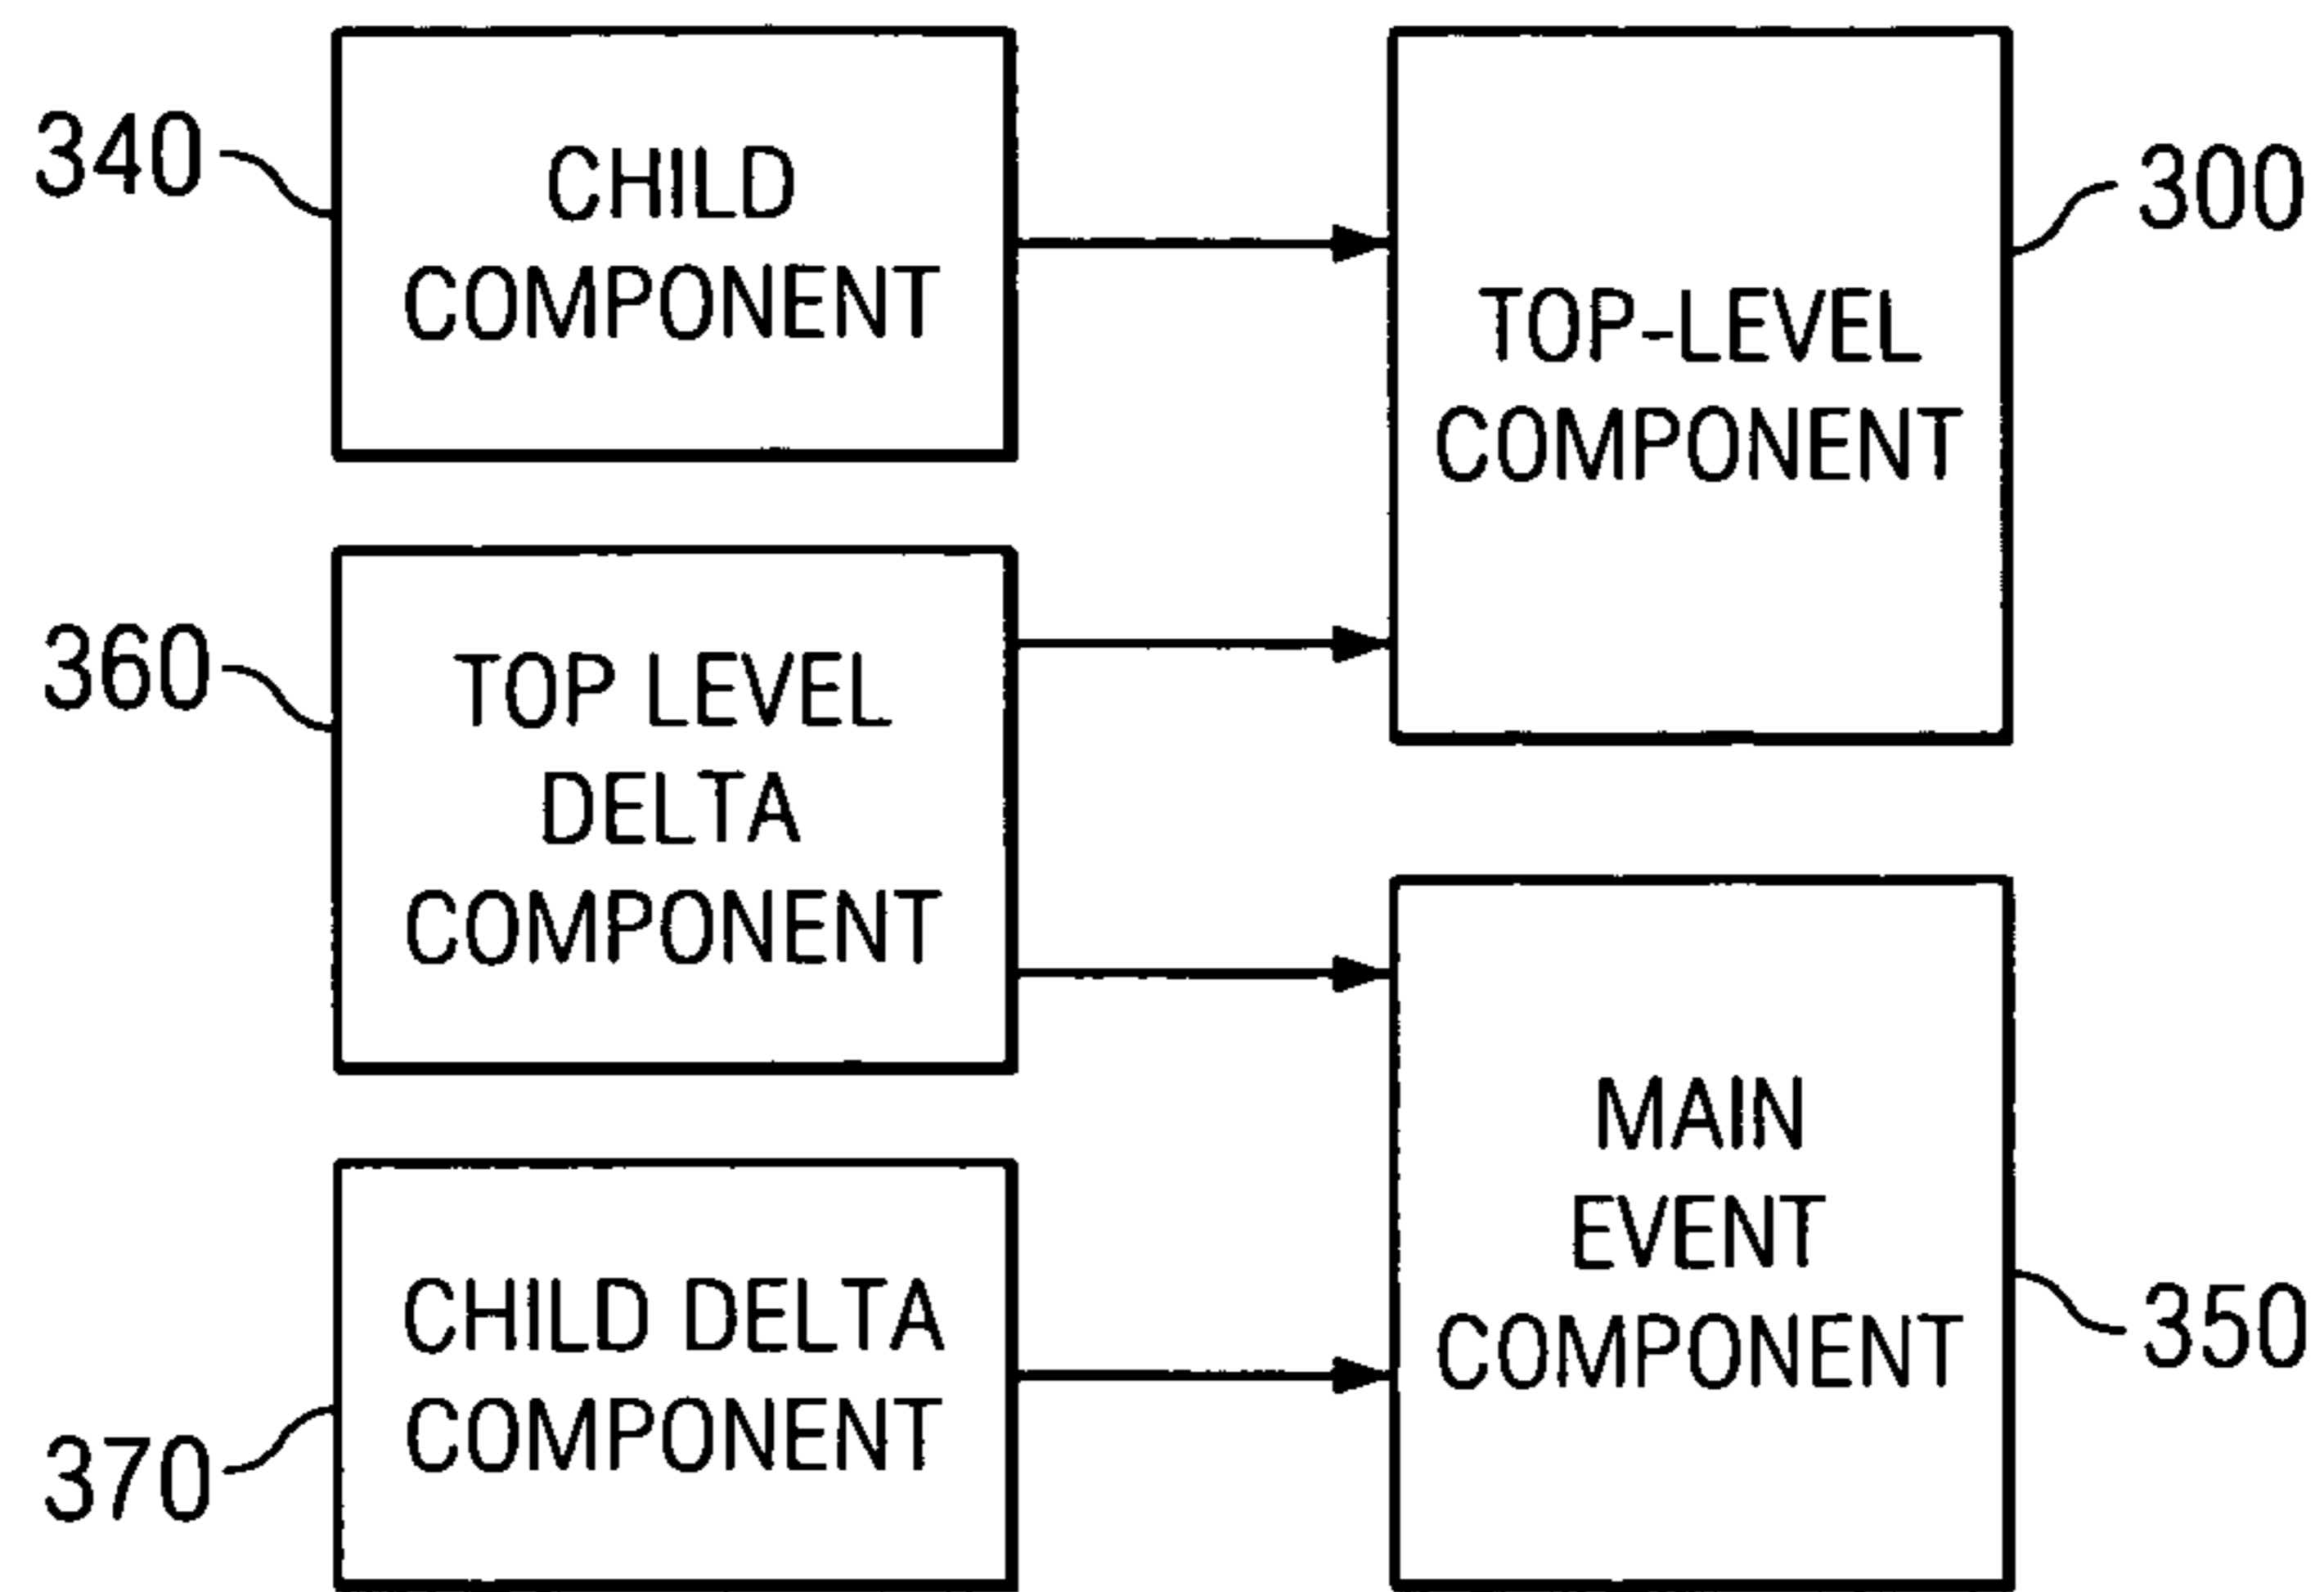 340
CHILD
COMPONENT
300
TOP-LEVEL
COMPONENT
360
TOP LEVEL
DELTA
COMPONENT
MAIN
EVENT
COMPONENT
350
370
CHILD DELTA
COMPONENT